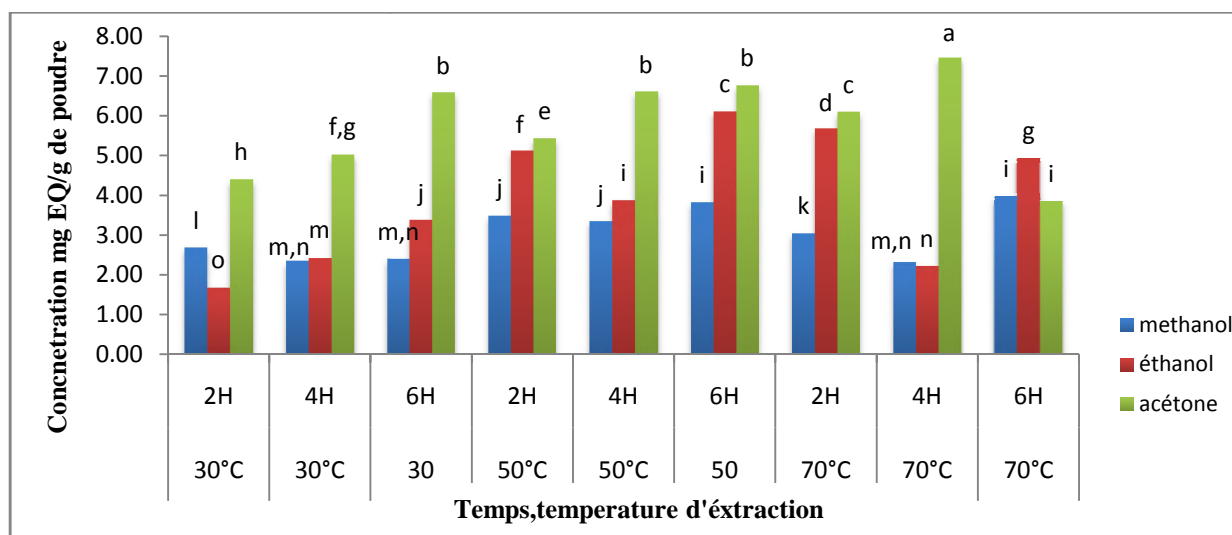 Concnetration mg EQ/g de poudre
8.00
7.00
6.00
5.00
4.00
3.00
2.00
1.00
0.00
l o h
m,n m f,g
m,n j b
j f e
j i b
i c b
k d c
m,n n a
i g i
2H 4H 6H 2H 4H 6H 2H 4H 6H
30°C 30°C 30 50°C 50°C 50 70°C 70°C 70°C
Temps,temperature d'éxtraction
methanol
éthanol
acétone